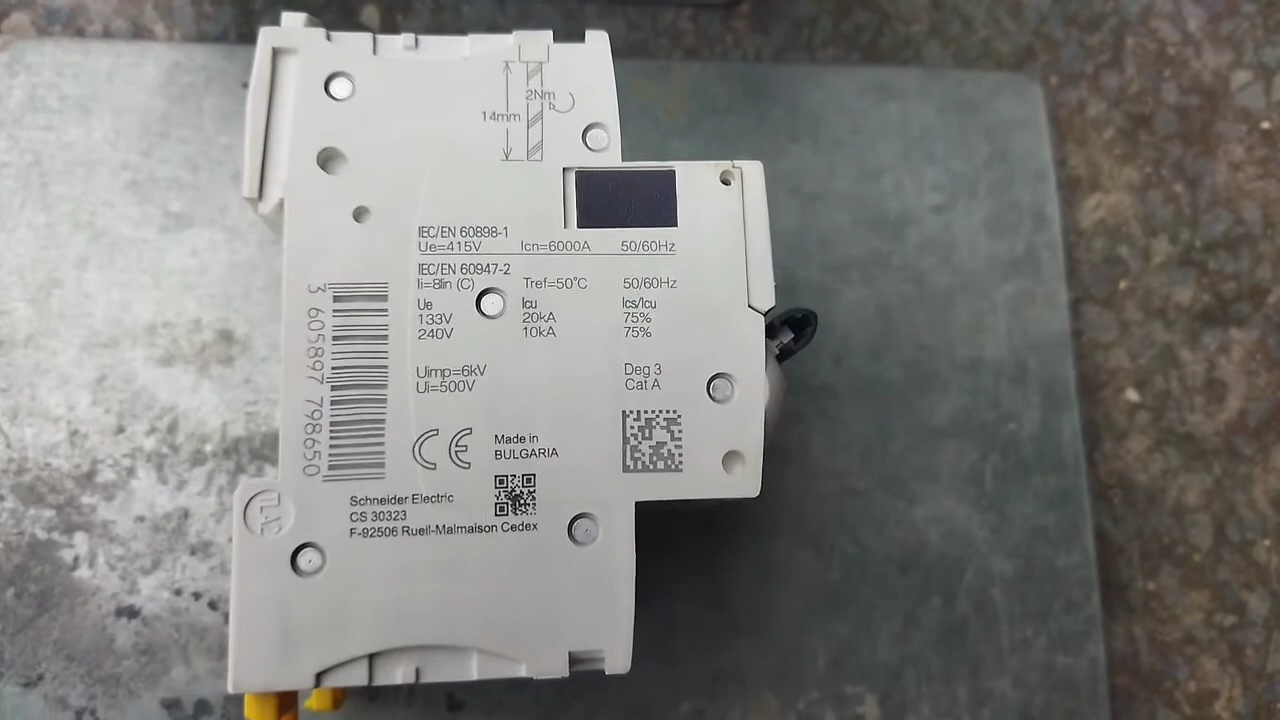 2Nm
14mm
IEC/EN 60898-1
Ue=415V Icn=6000A 50/60Hz
IEC/EN 60947-2
Ii=8In (C) Tref=50°C 50/60Hz
Ue Icu Ics/Icu
133V 20kA 75%
240V 10kA 75%
Uimp=6kV Deg 3
Ui=500V Cat A
3 605897 798650
CE
Made in
BULGARIA
Schneider Electric
CS 30323
F-92506 Rueil-Malmaison Cedex